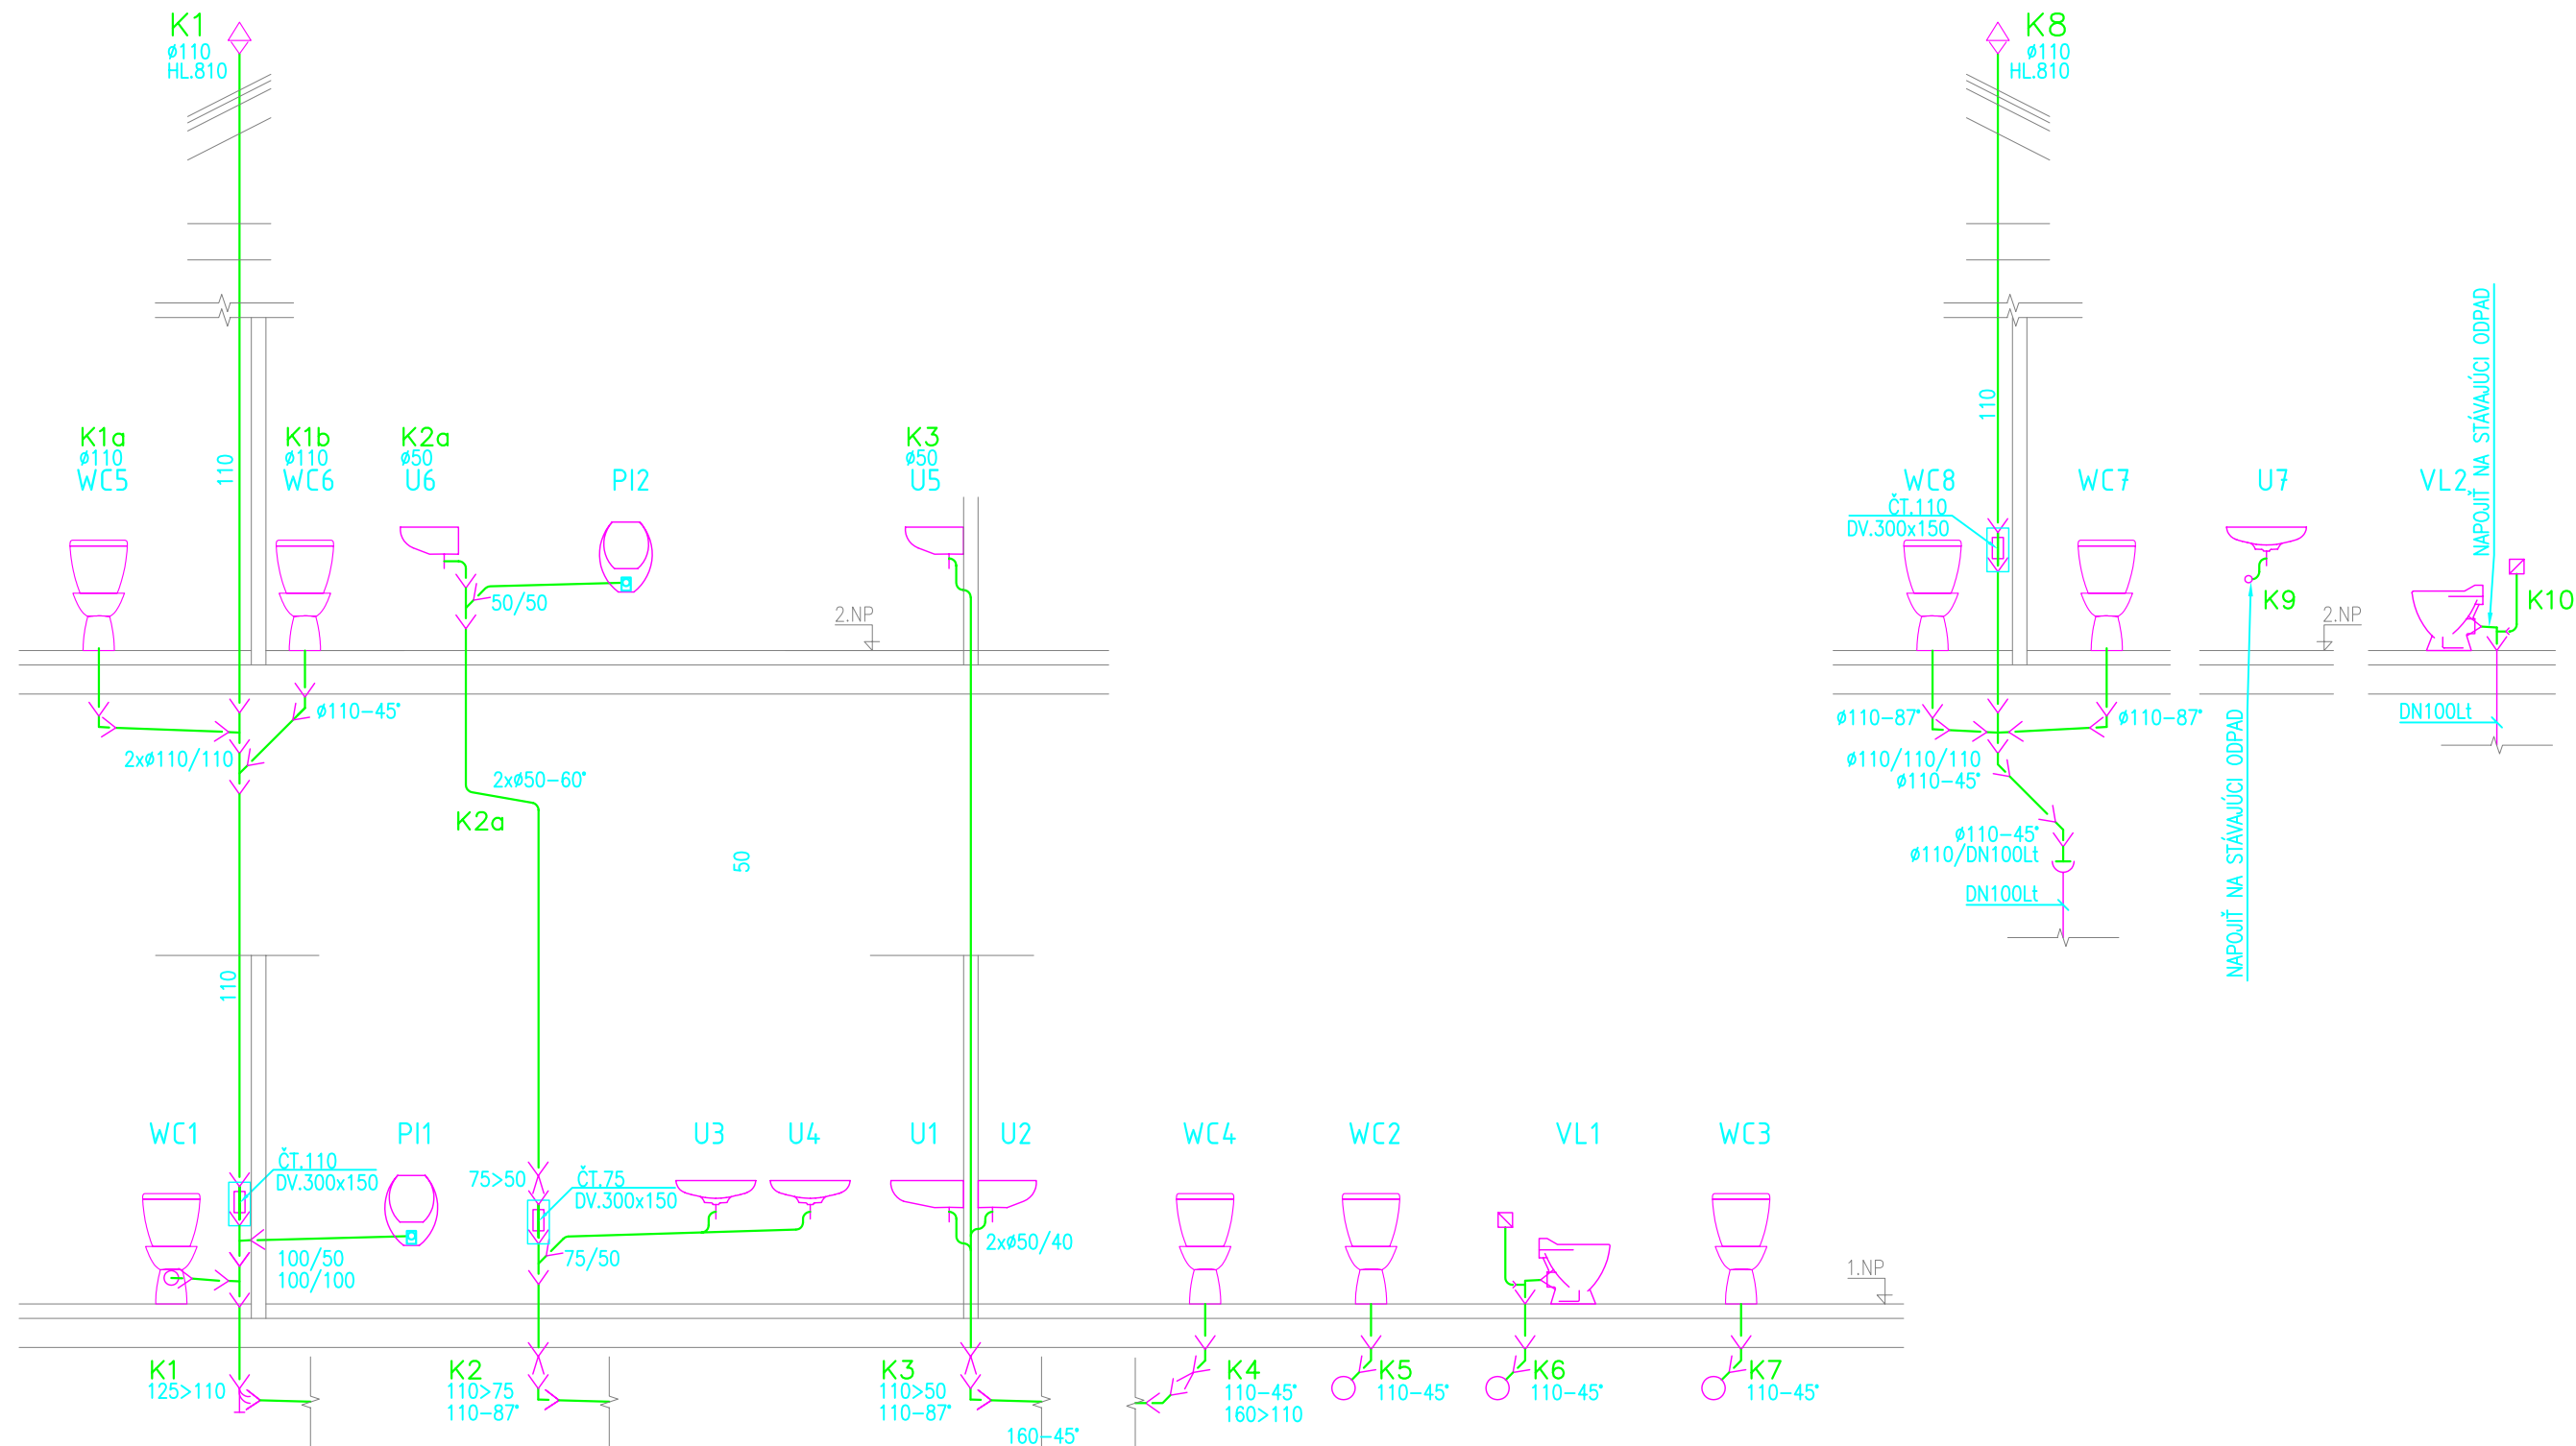 K1
ø110
HL.810
K8
ø110
HL.810
K1a
ø110
WC5
110
K1b
ø110
WC6
K2a
ø50
U6
PI2
K3
ø50
U5
110
WC8
ČT.110
DV.300x150
WC7
U7
VL2
NAPOJIŤ NA STÁVAJÚCI ODPAD
50/50
2.NP
K9
2.NP
K10
ø110-45°
2xø110/110
2xø50-60°
K2a
50
ø110-87°
ø110-87°
ø110/110/110
ø110-45°
ø110-45°
ø110/DN100Lt
DN100Lt
NAPOJIŤ NA STÁVAJÚCI ODPAD
DN100Lt
110
WC1
ČT.110
DV.300x150
PI1
75>50
ČT.75
DV.300x150
U3
U4
U1
U2
WC4
WC2
VL1
WC3
100/50
100/100
75/50
2xø50/40
1.NP
K1
125>110
K2
110>75
110-87°
K3
110>50
110-87°
160-45°
K4
110-45°
160>110
K5
110-45°
K6
110-45°
K7
110-45°